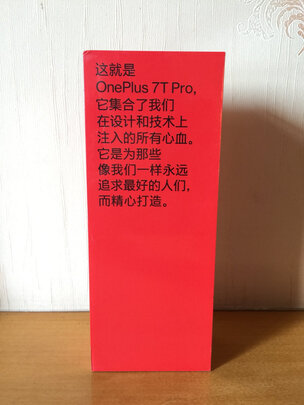 这就是
OnePlus 7T Pro,
它集合了我们
在设计和技术上
注入的所有心血。
它是为那些
像我们一样永远
追求最好的人们,
而精心打造。